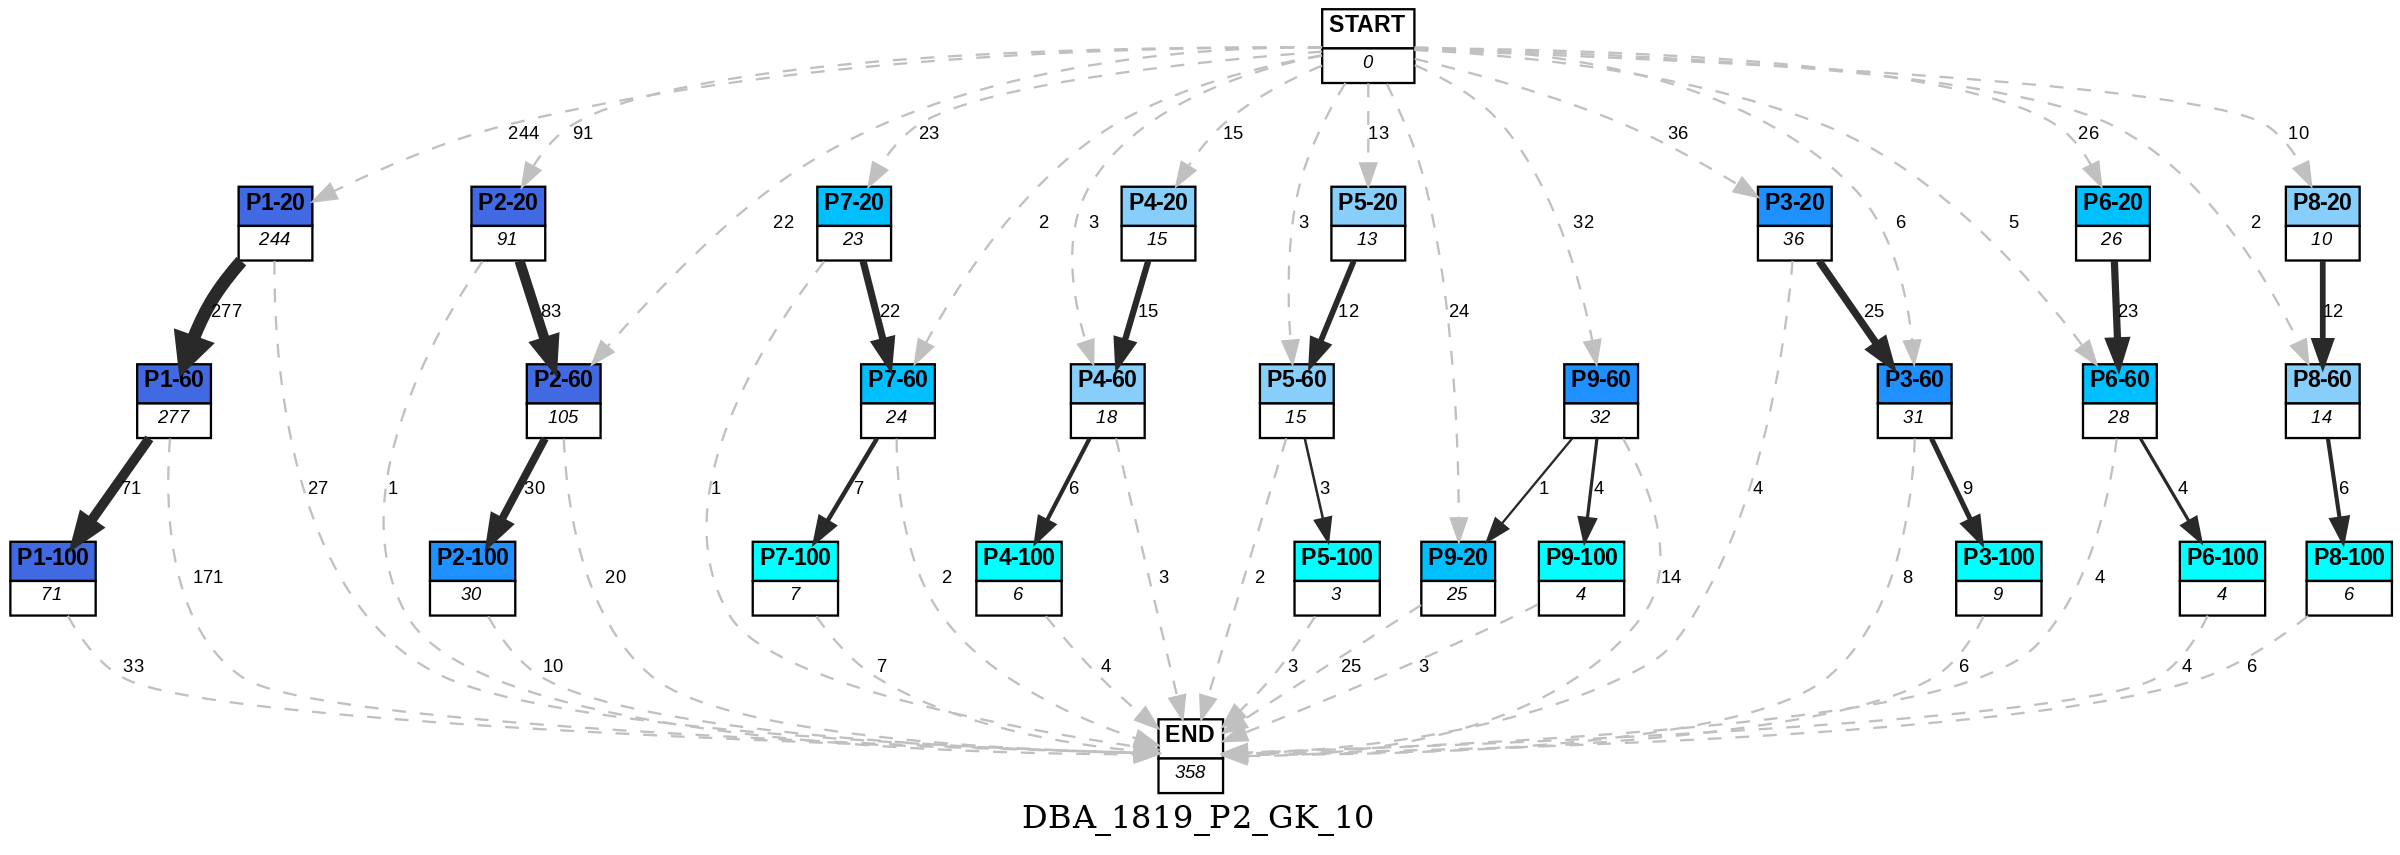 START
0
244
91
23
15
13
36
26
10
P1-20
244
P2-20
91
P7-20
23
P4-20
15
P5-20
13
P3-20
36
P6-20
26
P8-20
10
22
2
3
3
32
6
5
2
277
83
22
15
12
24
25
23
12
P1-60
277
P2-60
105
P7-60
24
P4-60
18
P5-60
15
P9-60
32
P3-60
31
P6-60
28
P8-60
14
71
27
1
30
1
7
6
3
1
4
4
9
4
6
P1-100
71
P2-100
30
P7-100
7
P4-100
6
P5-100
3
P9-20
25
P9-100
4
P3-100
9
P6-100
4
P8-100
6
171
20
2
3
2
14
8
4
33
10
7
4
3
25
3
6
4
6
END
358
DBA_1819_P2_GK_10